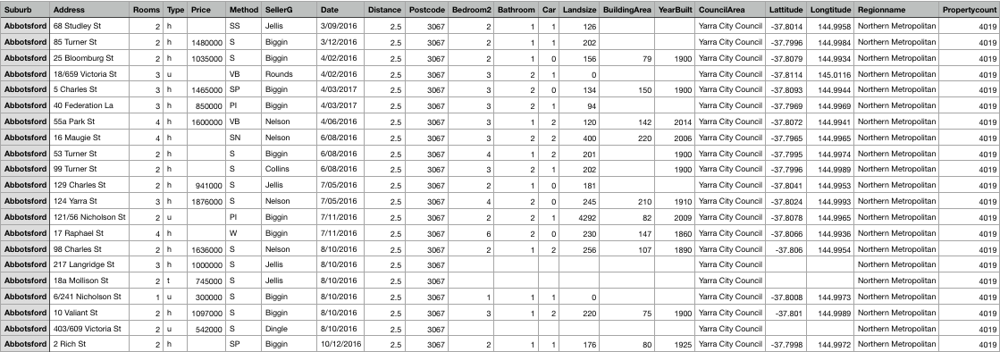 Suburb Address Rooms Type Price Method SellerG Date Distance Postcode Bedroom2 Bathroom Car Landsize BuildingArea YearBuilt CouncilArea Lattitude Longtitude Regionname Propertycount
Abbotsford 68 Studley St 2 h SS Jellis 3/09/2016 2.5 3067 2 1 1 126 Yarra City Council -37.8014 144.9958 Northern Metropolitan 4019
Abbotsford 85 Turner St 2 h 1480000 S Biggin 3/12/2016 2.5 3067 2 1 1 202 Yarra City Council -37.7996 144.9984 Northern Metropolitan 4019
Abbotsford 25 Bloomburg St 2 h 1035000 S Biggin 4/02/2016 2.5 3067 2 1 0 156 79 1900 Yarra City Council -37.8079 144.9934 Northern Metropolitan 4019
Abbotsford 18/659 Victoria St 3 u VB Rounds 4/02/2016 2.5 3067 3 2 1 0 Yarra City Council -37.8114 145.0116 Northern Metropolitan 4019
Abbotsford 5 Charles St 3 h 1465000 SP Biggin 4/03/2017 2.5 3067 3 2 0 134 150 1900 Yarra City Council -37.8093 144.9944 Northern Metropolitan 4019
Abbotsford 40 Federation La 3 h 850000 PI Biggin 4/03/2017 2.5 3067 3 2 1 94 Yarra City Council -37.7969 144.9969 Northern Metropolitan 4019
Abbotsford 55a Park St 4 h 1600000 VB Nelson 4/06/2016 2.5 3067 3 1 2 120 142 2014 Yarra City Council -37.8072 144.9941 Northern Metropolitan 4019
Abbotsford 16 Maugie St 4 h SN Nelson 6/08/2016 2.5 3067 3 2 2 400 220 2006 Yarra City Council -37.7965 144.9965 Northern Metropolitan 4019
Abbotsford 53 Turner St 2 h S Biggin 6/08/2016 2.5 3067 4 1 2 201 1900 Yarra City Council -37.7995 144.9974 Northern Metropolitan 4019
Abbotsford 99 Turner St 2 h S Collins 6/08/2016 2.5 3067 3 2 1 202 1900 Yarra City Council -37.7996 144.9989 Northern Metropolitan 4019
Abbotsford 129 Charles St 2 h 941000 S Jellis 7/05/2016 2.5 3067 2 1 0 181 Yarra City Council -37.8041 144.9953 Northern Metropolitan 4019
Abbotsford 124 Yarra St 3 h 1876000 S Nelson 7/05/2016 2.5 3067 4 2 0 245 210 1910 Yarra City Council -37.8024 144.9993 Northern Metropolitan 4019
Abbotsford 121/56 Nicholson St 2 u PI Biggin 7/11/2016 2.5 3067 2 2 1 4292 82 2009 Yarra City Council -37.8078 144.9965 Northern Metropolitan 4019
Abbotsford 17 Raphael St 4 h W Biggin 7/11/2016 2.5 3067 6 2 0 230 147 1860 Yarra City Council -37.8066 144.9936 Northern Metropolitan 4019
Abbotsford 98 Charles St 2 h 1636000 S Nelson 8/10/2016 2.5 3067 2 1 2 256 107 1890 Yarra City Council -37.806 144.9954 Northern Metropolitan 4019
Abbotsford 217 Langridge St 3 h 1000000 S Jellis 8/10/2016 2.5 3067 Yarra City Council Northern Metropolitan 4019
Abbotsford 18a Mollison St 2 t 745000 S Jellis 8/10/2016 2.5 3067 Yarra City Council Northern Metropolitan 4019
Abbotsford 6/241 Nicholson St 1 u 300000 S Biggin 8/10/2016 2.5 3067 1 1 1 0 Yarra City Council -37.8008 144.9973 Northern Metropolitan 4019
Abbotsford 10 Valiant St 2 h 1097000 S Biggin 8/10/2016 2.5 3067 3 1 2 220 75 1900 Yarra City Council -37.801 144.9989 Northern Metropolitan 4019
Abbotsford 403/609 Victoria St 2 u 542000 S Dingle 8/10/2016 2.5 3067 Yarra City Council Northern Metropolitan 4019
Abbotsford 2 Rich St 2 h SP Biggin 10/12/2016 2.5 3067 2 1 1 176 80 1925 Yarra City Council -37.7998 144.9972 Northern Metropolitan 4019